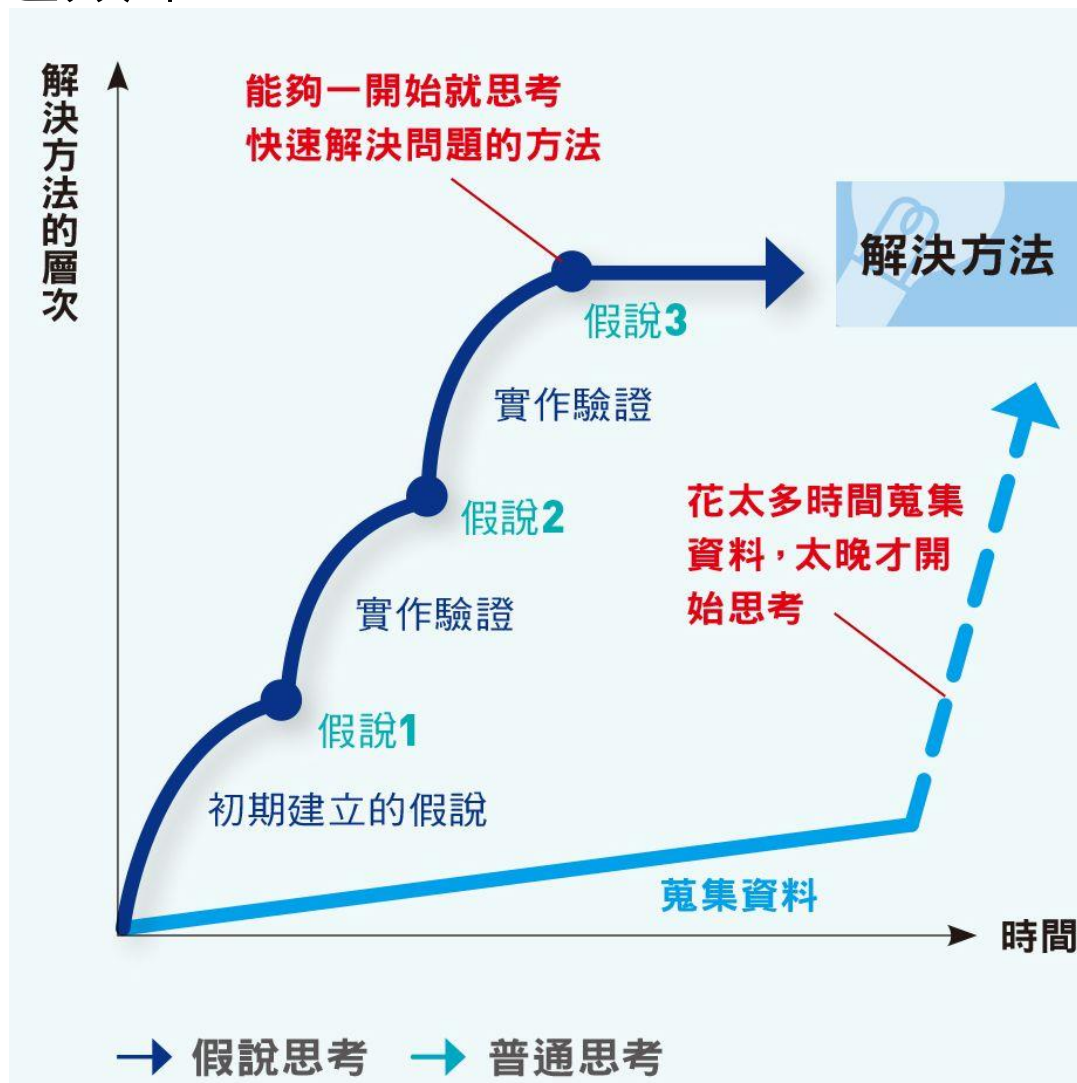 解決方法的層次
能夠一開始就思考
快速解決問題的方法
解決方法
假說3
實作驗證
假說2
花太多時間蒐集
資料，太晚才開
始思考
實作驗證
假說1
初期建立的假說
蒐集資料
時間
假說思考
普通思考